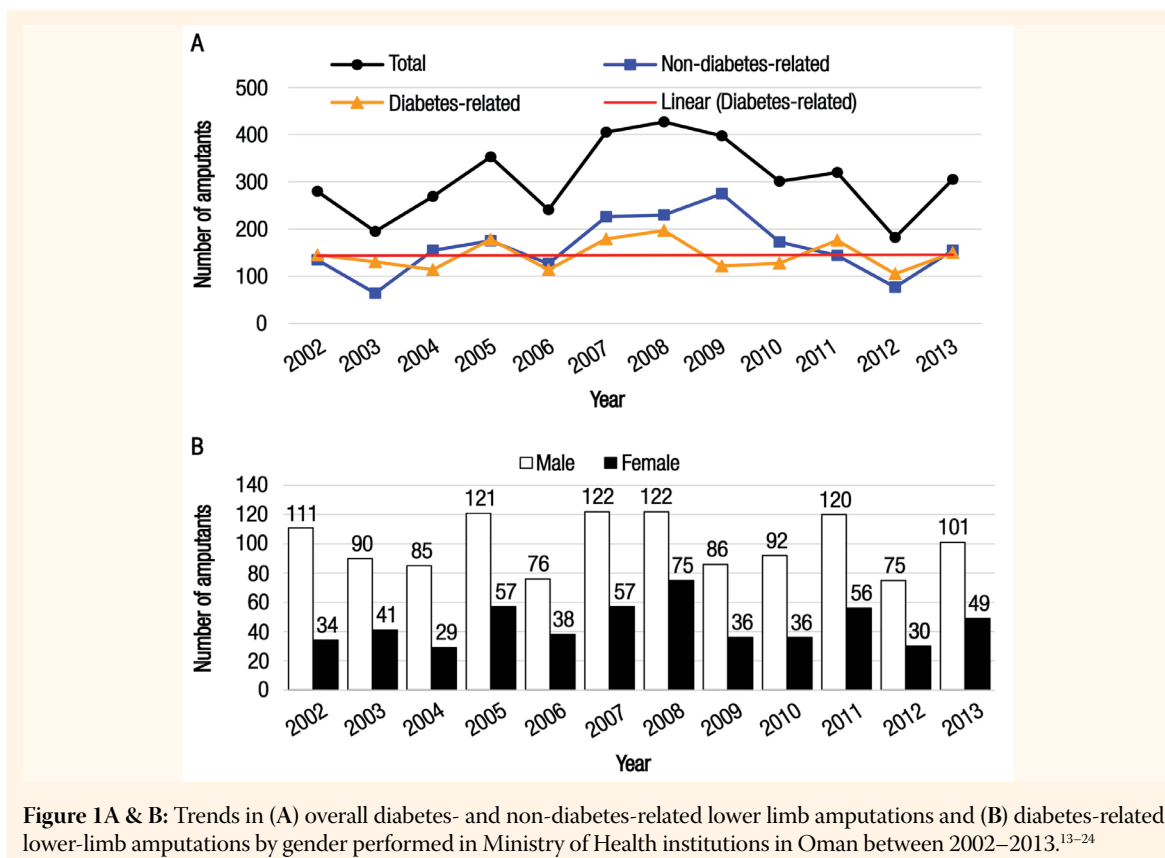 A
Total
Non-diabetes-related
Diabetes-related
Linear (Diabetes-related)
Number of amputants
500
400
300
200
100
0
2002 2003 2004 2005 2006 2007 2008 2009 2010 2011 2012 2013
Year
B
Male Female
Number of amputants
140
120
100
80
60
40
20
0
111 34 90 41 85 29 121 57 76 38 122 57 122 75 86 36 92 36 120 56 75 30 101 49
2002 2003 2004 2005 2006 2007 2008 2009 2010 2011 2012 2013
Year
Figure 1A & B: Trends in (A) overall diabetes- and non-diabetes-related lower limb amputations and (B) diabetes-related
lower-limb amputations by gender performed in Ministry of Health institutions in Oman between 2002–2013.13–24